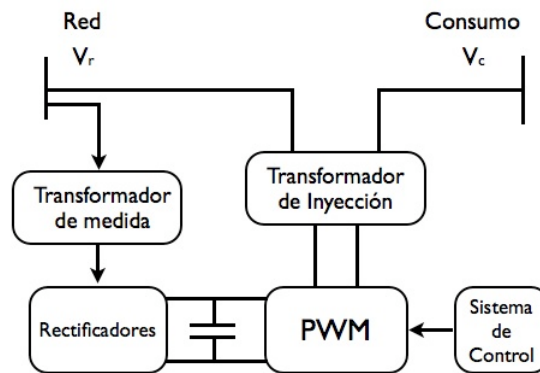 Red
Consumo
Vr
Vc
Transformador
de medida
Transformador
de Inyección
Rectificadores
PWM
Sistema
de
Control